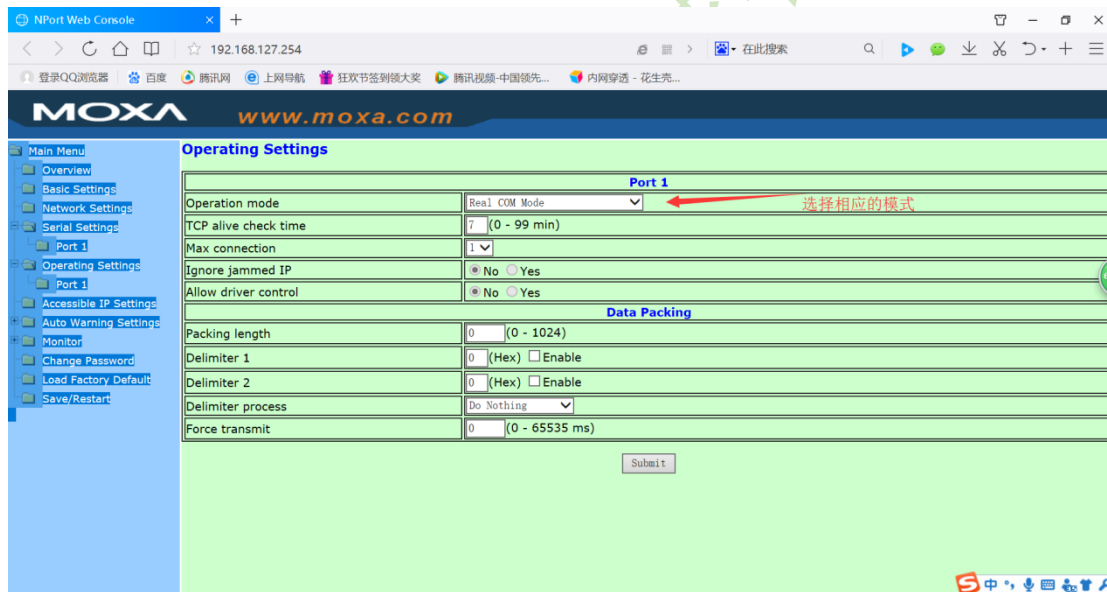 NPort Web Console
192.168.127.254
在此搜索
登录QQ浏览器 百度 腾讯网 上网导航 狂欢节签到领大奖 腾讯视频-中国领先... 内网穿透 - 花生壳...
MOXA www.moxa.com
Main Menu
Overview
Basic Settings
Network Settings
Serial Settings
Port 1
Operating Settings
Port 1
Accessible IP Settings
Auto Warning Settings
Monitor
Change Password
Load Factory Default
Save/Restart
Operating Settings
Port 1
Operation mode Real COM Mode 选择相应的模式
TCP alive check time 7 (0 - 99 min)
Max connection 1
Ignore jammed IP No Yes
Allow driver control No Yes
Data Packing
Packing length 0 (0 - 1024)
Delimiter 1 0 (Hex) Enable
Delimiter 2 0 (Hex) Enable
Delimiter process Do Nothing
Force transmit 0 (0 - 65535 ms)
Submit
中